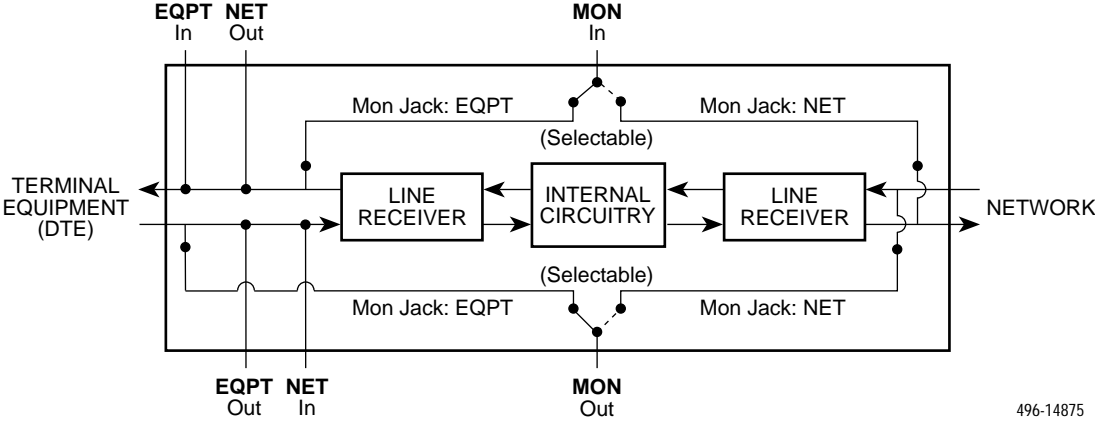 EQPT
In
NET
Out
MON
In
Mon Jack: EQPT
Mon Jack: NET
(Selectable)
TERMINAL
EQUIPMENT
(DTE)
LINE
RECEIVER
INTERNAL
CIRCUITRY
LINE
RECEIVER
NETWORK
(Selectable)
Mon Jack: EQPT
Mon Jack: NET
EQPT
Out
NET
In
MON
Out
496-14875